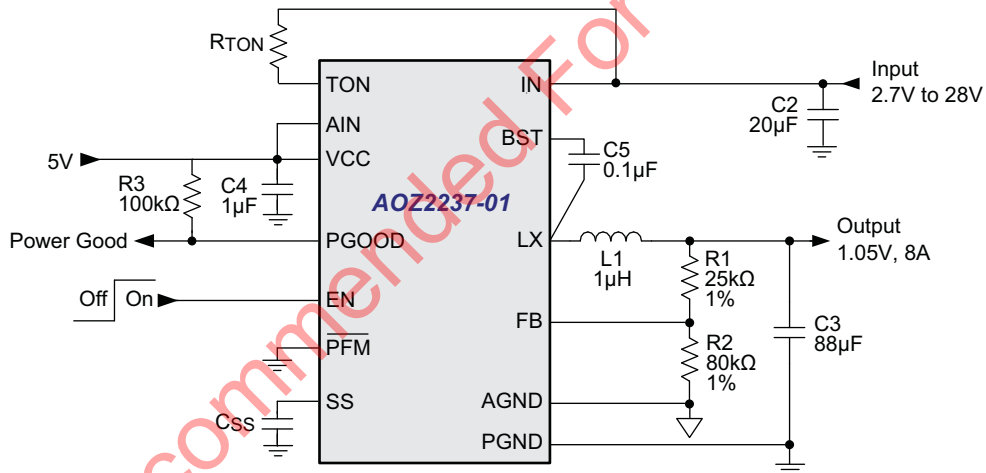 RTON
TON
AIN
VCC
PGOOD
EN
PFM
SS
IN
BST
LX
FB
AGND
PGND
AOZ2237-01
Input
2.7V to 28V
C2
20µF
C5
0.1µF
5V
R3
100kΩ
C4
1µF
Power Good
Off
On
CSS
L1
1µH
Output
1.05V, 8A
R1
25kΩ
1%
R2
80kΩ
1%
C3
88µF
commended For